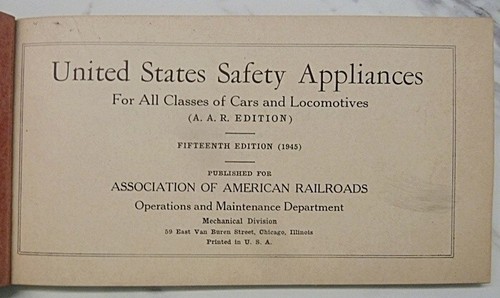 United States Safety Appliances
For All Classes of Cars and Locomotives
(A. A. R. EDITION)
FIFTEENTH EDITION (1945)
PUBLISHED FOR
ASSOCIATION OF AMERICAN RAILROADS
Operations and Maintenance Department
Mechanical Division
59 East Van Buren Street, Chicago, Illinois
Printed in U. S. A.